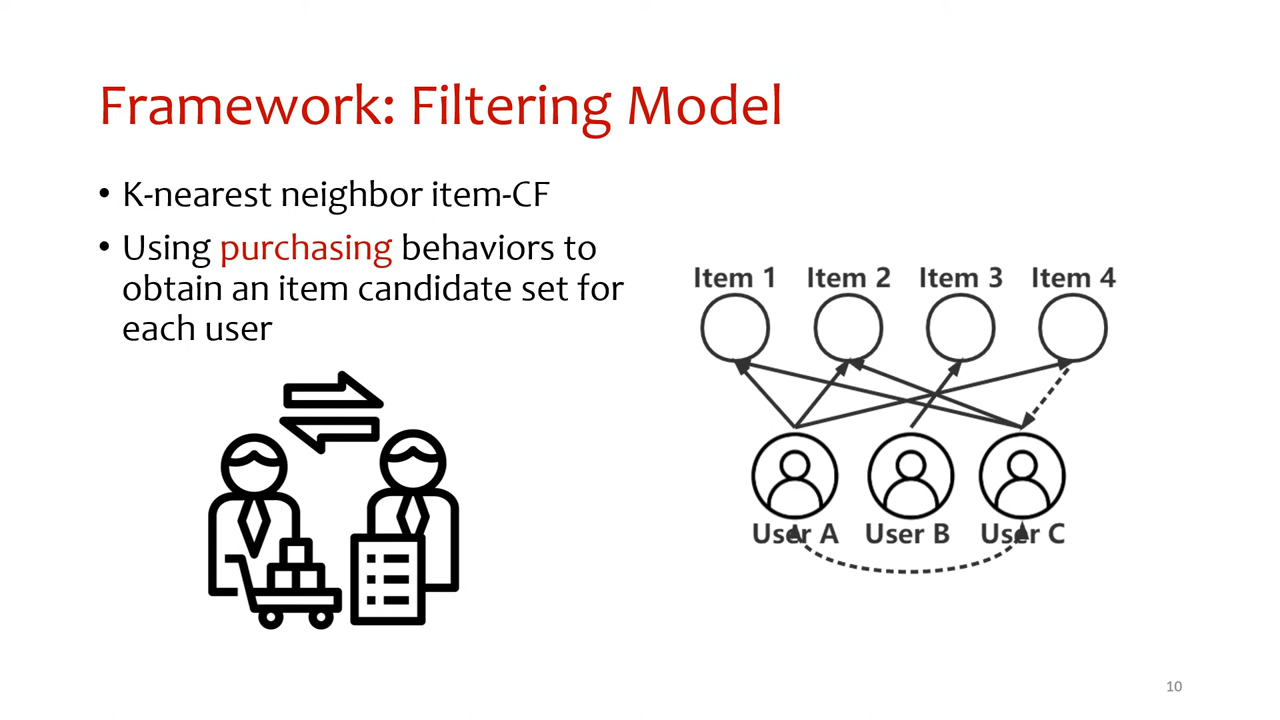 Framework: Filtering Model
• K-nearest neighbor item-CF
• Using purchasing behaviors to
obtain an item candidate set for
each user
Item 1 Item 2 Item 3 Item 4
User A User B User C
10